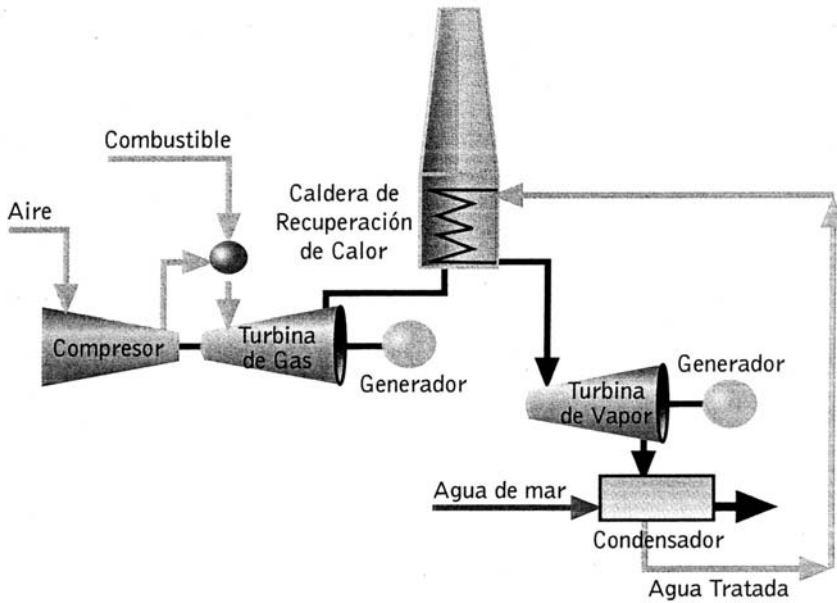 Combustible
Aire
Caldera de
Recuperación
de Calor
Compresor
Turbina
de Gas
Generador
Turbina
de Vapor
Generador
Agua de mar
Condensador
Agua Tratada